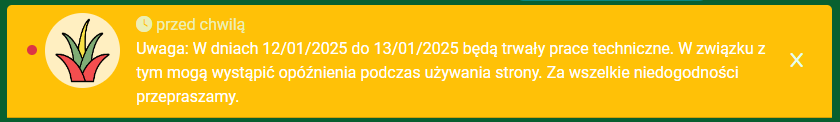 przed chwilą
Uwaga: W dniach 12/01/2025 do 13/01/2025 będą trwały prace techniczne. W związku z
tym mogą wystąpić opóźnienia podczas używania strony. Za wszelkie niedogodności
przepraszamy.